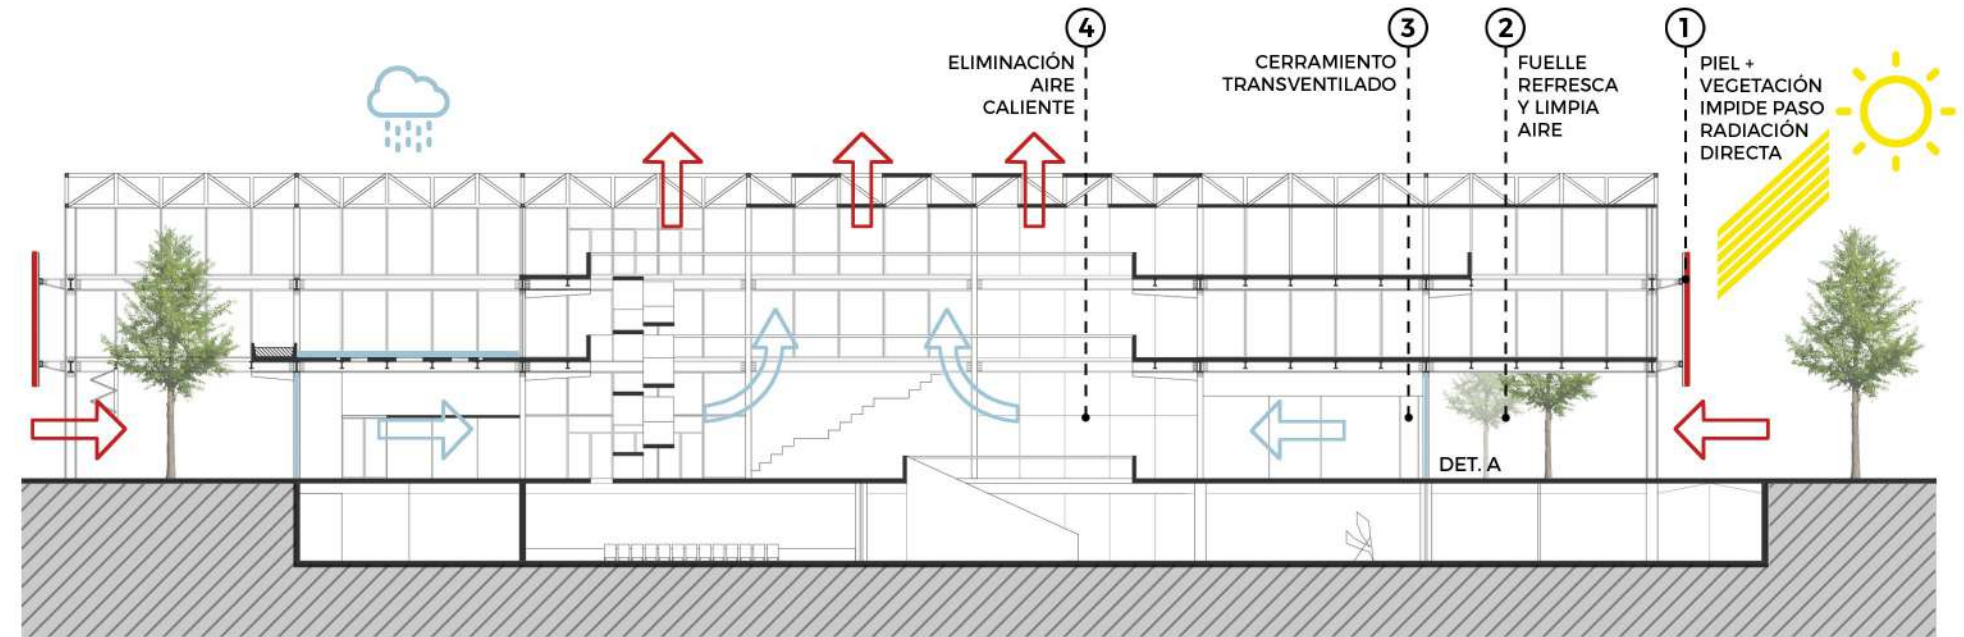 4
ELIMINACIÓN
AIRE
CALIENTE
3
CERRAMIENTO
TRANSVENTILADO
2
FUELLE
REFRESCA
Y LIMPIA
AIRE
1
PIEL +
VEGETACIÓN
IMPIDE PASO
RADIACIÓN
DIRECTA
DET. A